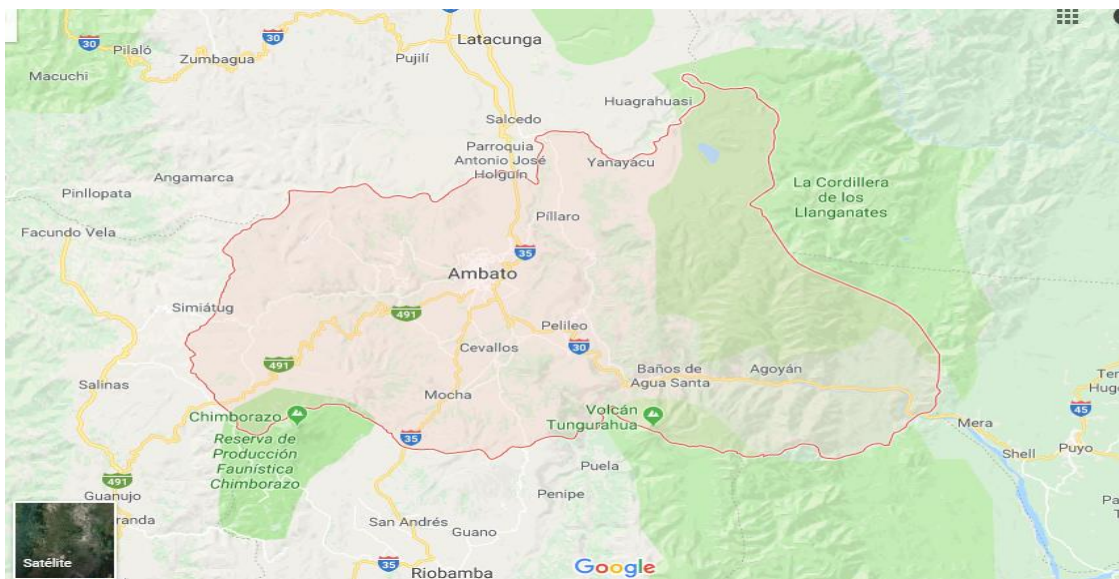 30
Pilaló
Macuchi
Zumbagua
30
Pujilí
Latacunga
Salcedo
Huagrahuasi
Parroquia
Antonio José
Holguín
Yanayacu
Angamarca
Pinllopata
Facundo Vela
Píllaro
La Cordillera
de los
Llanganates
35
Ambato
Simiátug
491
Pelileo
30
Cevallos
491
Salinas
Mocha
Baños de
Agua Santa
Agoyán
45
Chimborazo
Reserva de
Producción
Faunística
Chimborazo
35
Volcán
Tungurahua
Mera
Shell
Puyo
Puela
491
Guanujo
Penipe
San Andrés
Guano
Satélite
35
Riobamba
Google